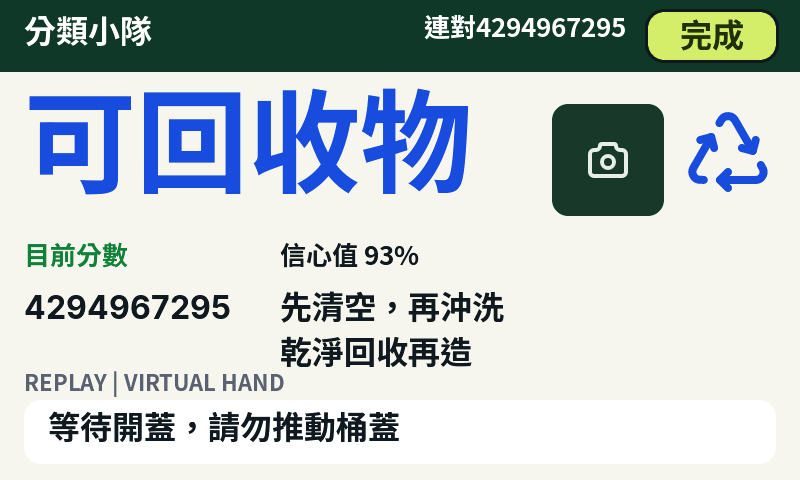 分類小隊
連對4294967295
完成
可回收物
目前分數
信心值 93%
4294967295
先清空，再沖洗
乾淨回收再造
REPLAY | VIRTUAL HAND
等待開蓋，請勿推動桶蓋